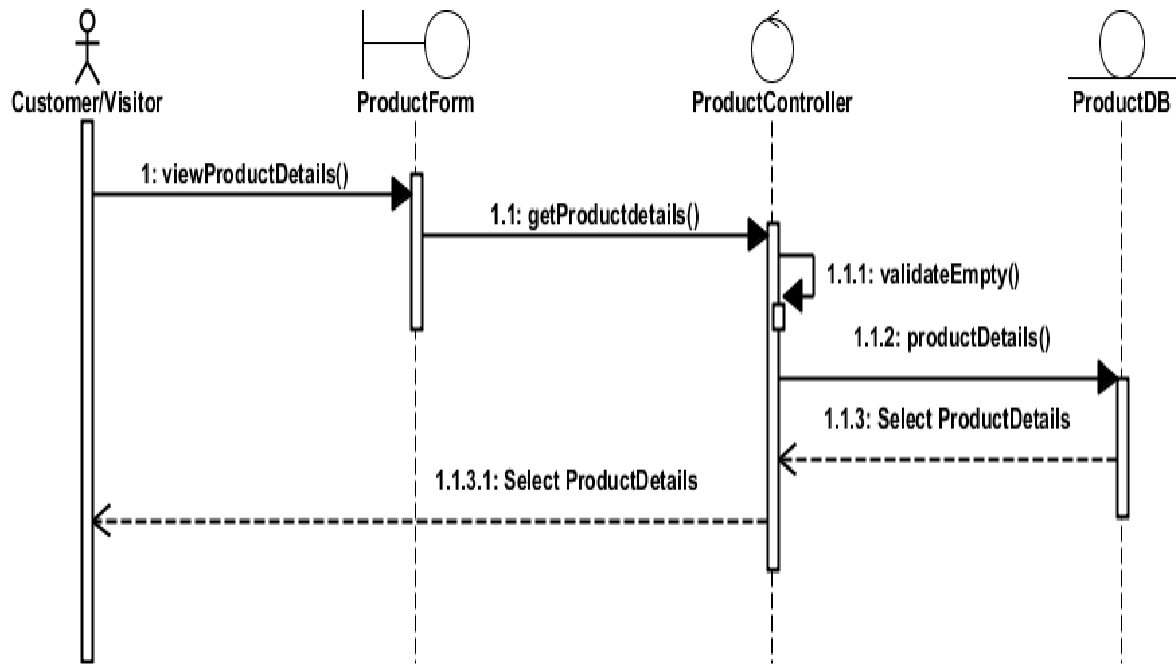 Customer/Visitor
ProductForm
ProductController
ProductDB
1: viewProductDetails()
1.1: getProductdetails()
1.1.1: validateEmpty()
1.1.2: productDetails()
1.1.3: Select ProductDetails
1.1.3.1: Select ProductDetails